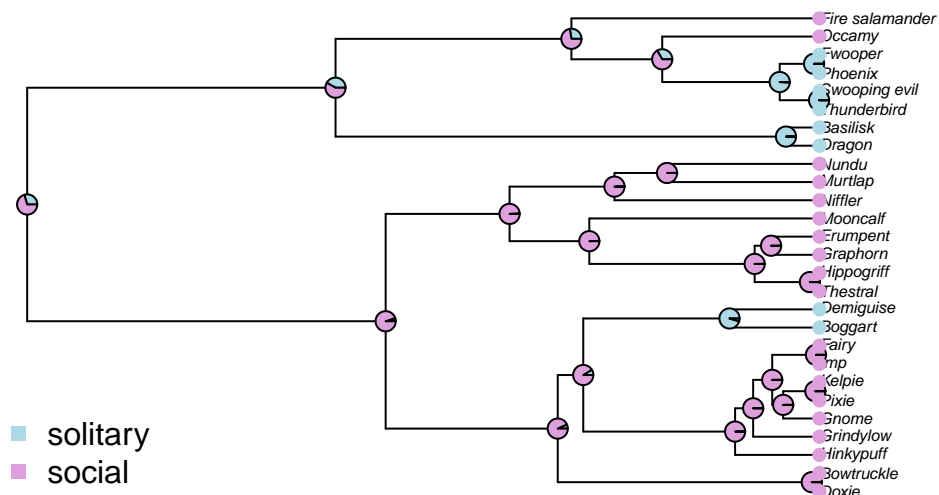 Fire salamander
Occamy
Fwooper
Phoenix
Swooping evil
Thunderbird
Basilisk
Dragon
Nundu
Murtlap
Niffler
Mooncalf
Erumpent
Graphorn
Hippogriff
Thestral
Demiguise
Boggart
Fairy
Imp
Kelpie
Pixie
Gnome
Grindylow
Hinkypuff
Bowtruckle
Doxie
solitary
social